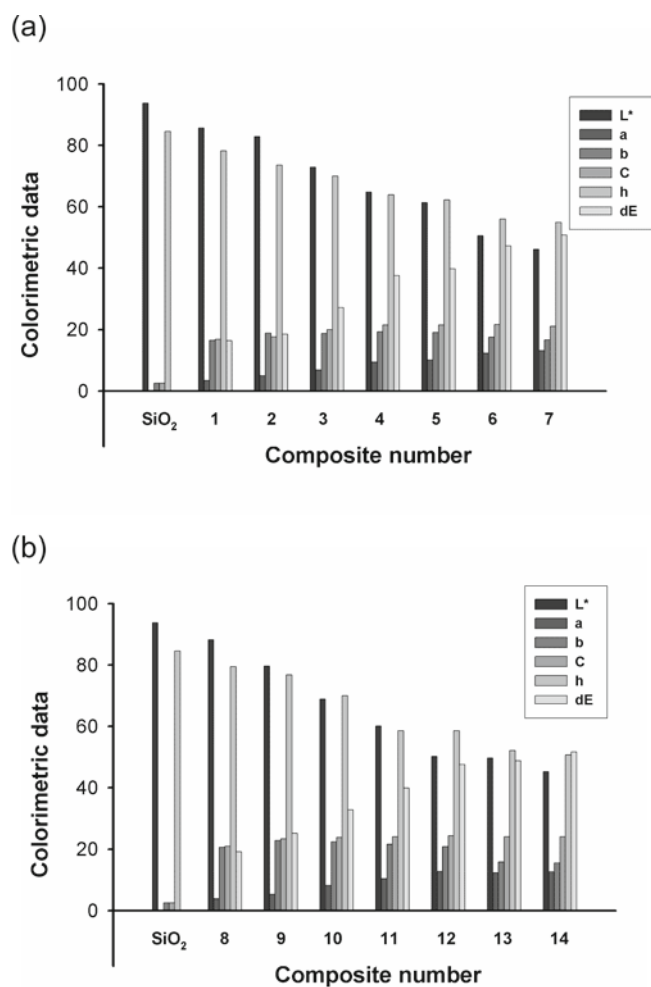 (a)
100
80
60
40
20
0
Colorimetric data
L*
a
b
C
h
dE
SiO₂ 1 2 3 4 5 6 7
Composite number
(b)
100
80
60
40
20
0
Colorimetric data
L*
a
b
C
h
dE
SiO₂ 8 9 10 11 12 13 14
Composite number